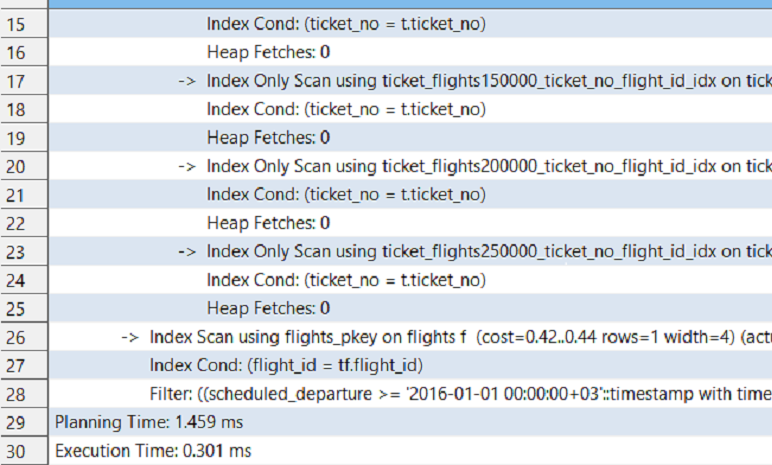 15 Index Cond: (ticket_no = t.ticket_no)
16 Heap Fetches: 0
17 -> Index Only Scan using ticket_flights150000_ticket_no_flight_id_idx on tick
18 Index Cond: (ticket_no = t.ticket_no)
19 Heap Fetches: 0
20 -> Index Only Scan using ticket_flights200000_ticket_no_flight_id_idx on tick
21 Index Cond: (ticket_no = t.ticket_no)
22 Heap Fetches: 0
23 -> Index Only Scan using ticket_flights250000_ticket_no_flight_id_idx on tick
24 Index Cond: (ticket_no = t.ticket_no)
25 Heap Fetches: 0
26 -> Index Scan using flights_pkey on flights f (cost=0.42..0.44 rows=1 width=4) (actu
27 Index Cond: (flight_id = tf.flight_id)
28 Filter: ((scheduled_departure >= '2016-01-01 00:00:00+03'::timestamp with time
29 Planning Time: 1.459 ms
30 Execution Time: 0.301 ms